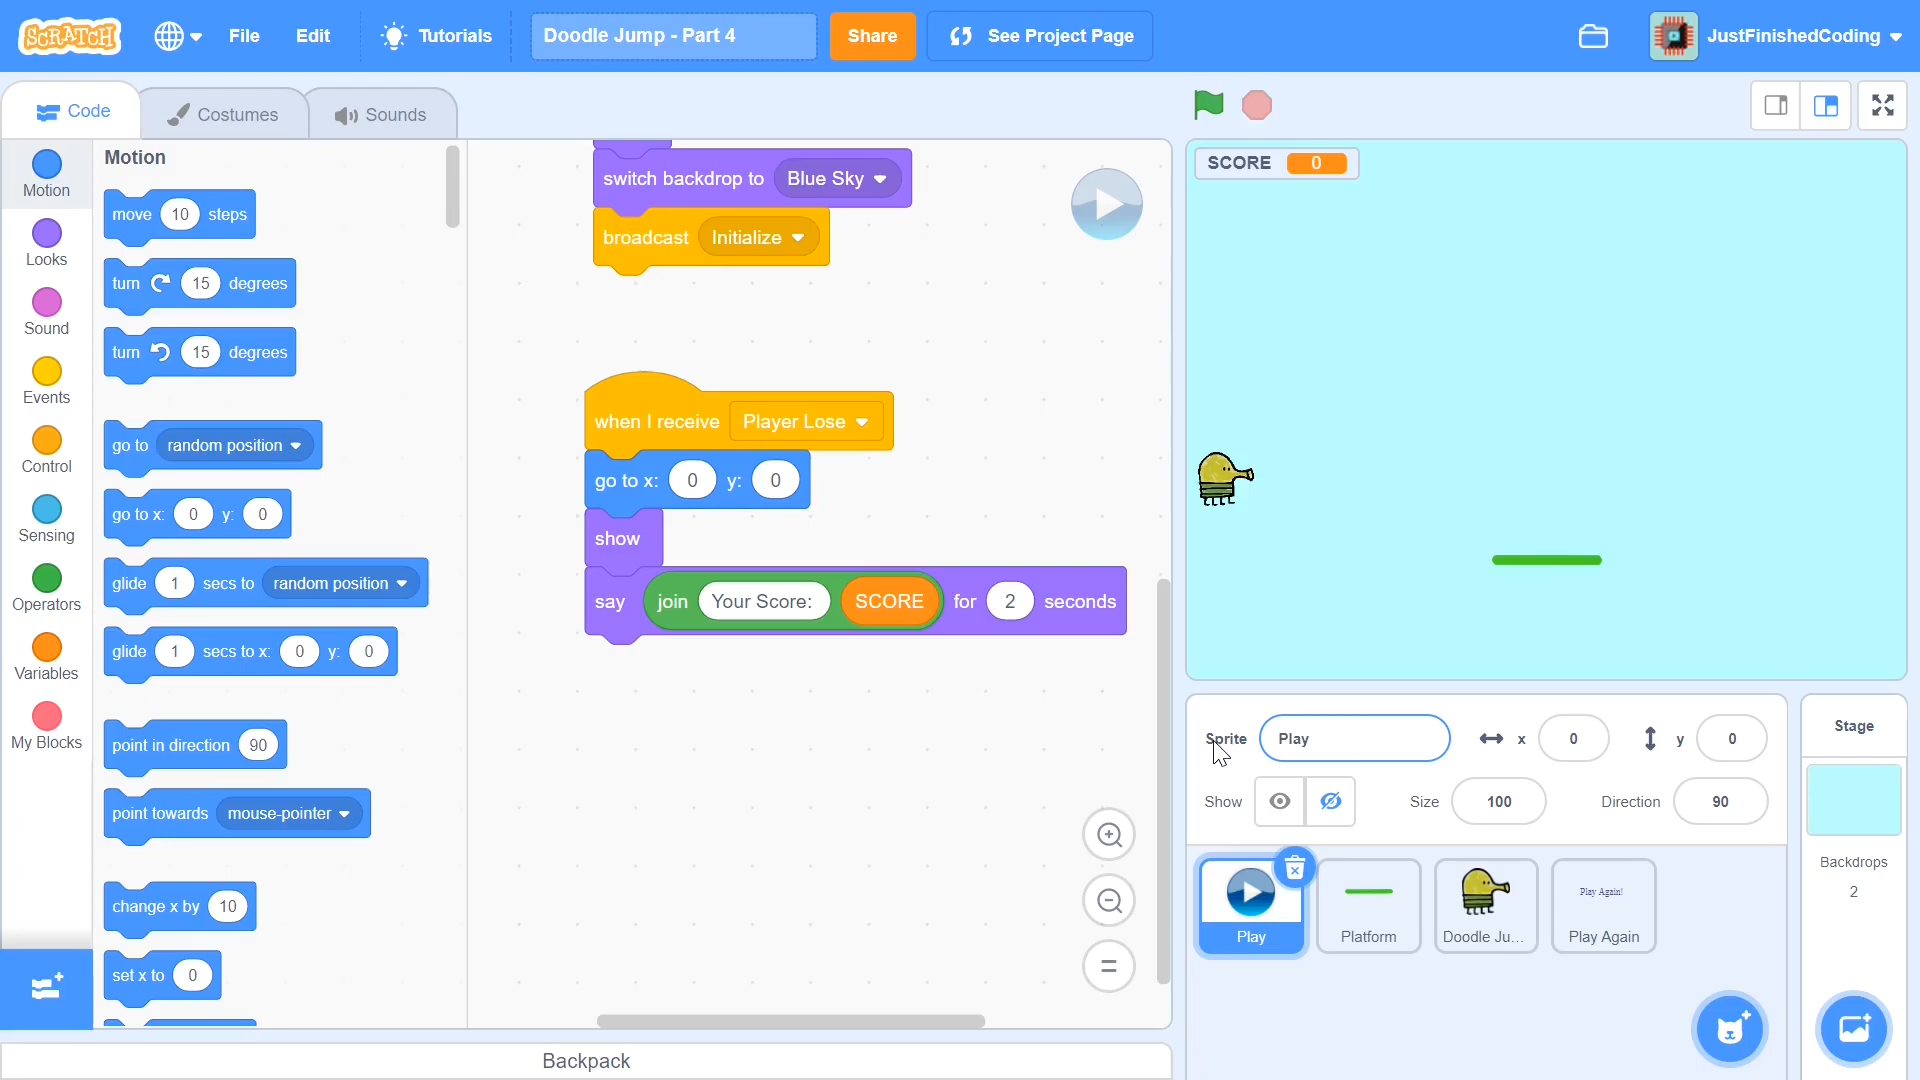 SCRATCH
File
Edit
Tutorials
Doodle Jump - Part 4
Share
See Project Page
JustFinishedCoding
Code
Costumes
Sounds
Motion
Looks
Sound
Events
Control
Sensing
Operators
Variables
My Blocks
Motion
move 10 steps
turn 15 degrees
turn 15 degrees
go to random position
go to x: 0 y: 0
glide 1 secs to random position
glide 1 secs to x: 0 y: 0
point in direction 90
point towards mouse-pointer
change x by 10
set x to 0
switch backdrop to Blue Sky
broadcast Initialize
when I receive Player Lose
go to x: 0 y: 0
show
say join Your Score: SCORE for 2 seconds
Backpack
SCORE 0
Sprite Play x 0 y 0
Show Size 100 Direction 90
Play
Platform
Doodle Ju...
Play Again!
Play Again
Stage
Backdrops
2